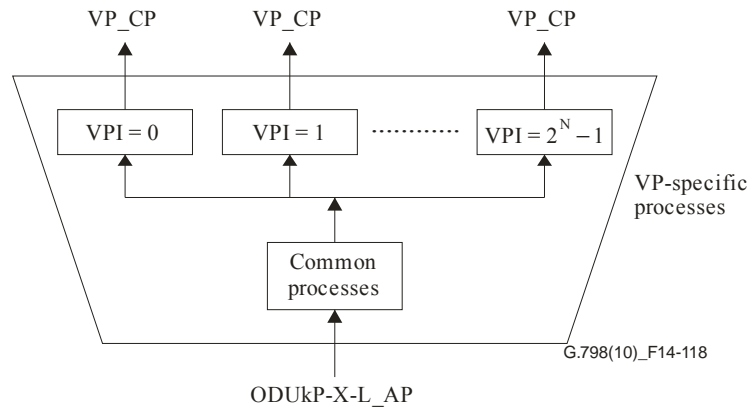 VP_CP VP_CP VP_CP
VPI = 0 VPI = 1 VPI = 2^N – 1
VP-specific
processes
Common
processes
G.798(10)_F14-118
ODUkP-X-L_AP